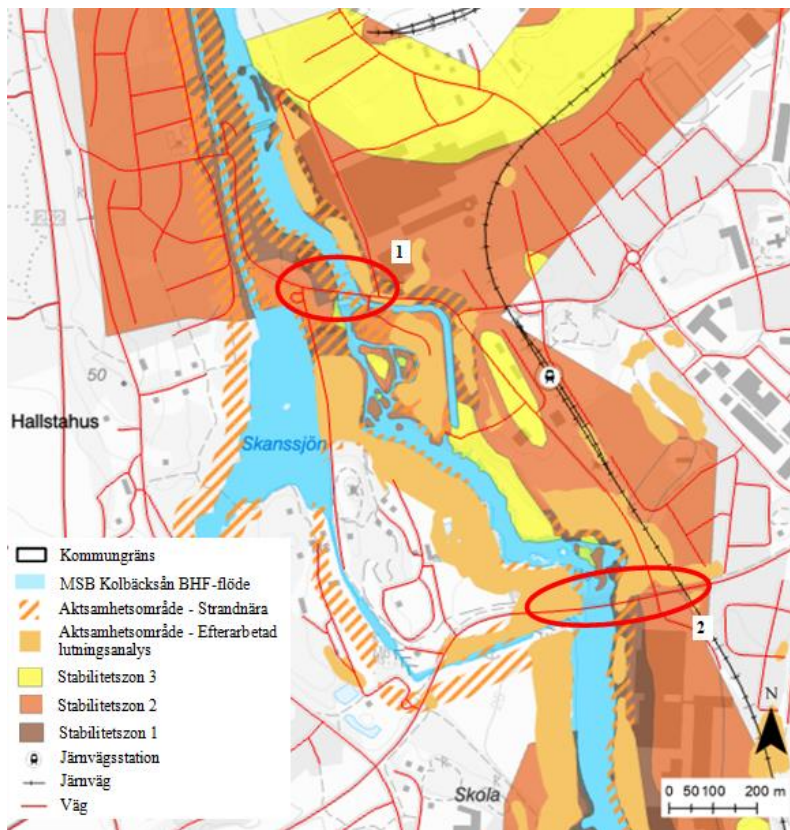 1
50
Hallstahus
Skanssjön
Kommungräns
MSB Kolbäcksån BHF-flöde
Aktsamhetsområde - Strandnära
Aktsamhetsområde - Efterarbetad
lutningsanalys
Stabilitetszon 3
Stabilitetszon 2
Stabilitetszon 1
Järnvägsstation
Järnväg
Väg
2
N
Skola
0 50 100 200 m